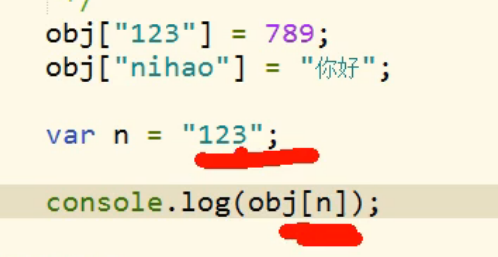 */
obj["123"] = 789;
obj["nihao"] = "你好";
var n = "123";
console.log(obj[n]);